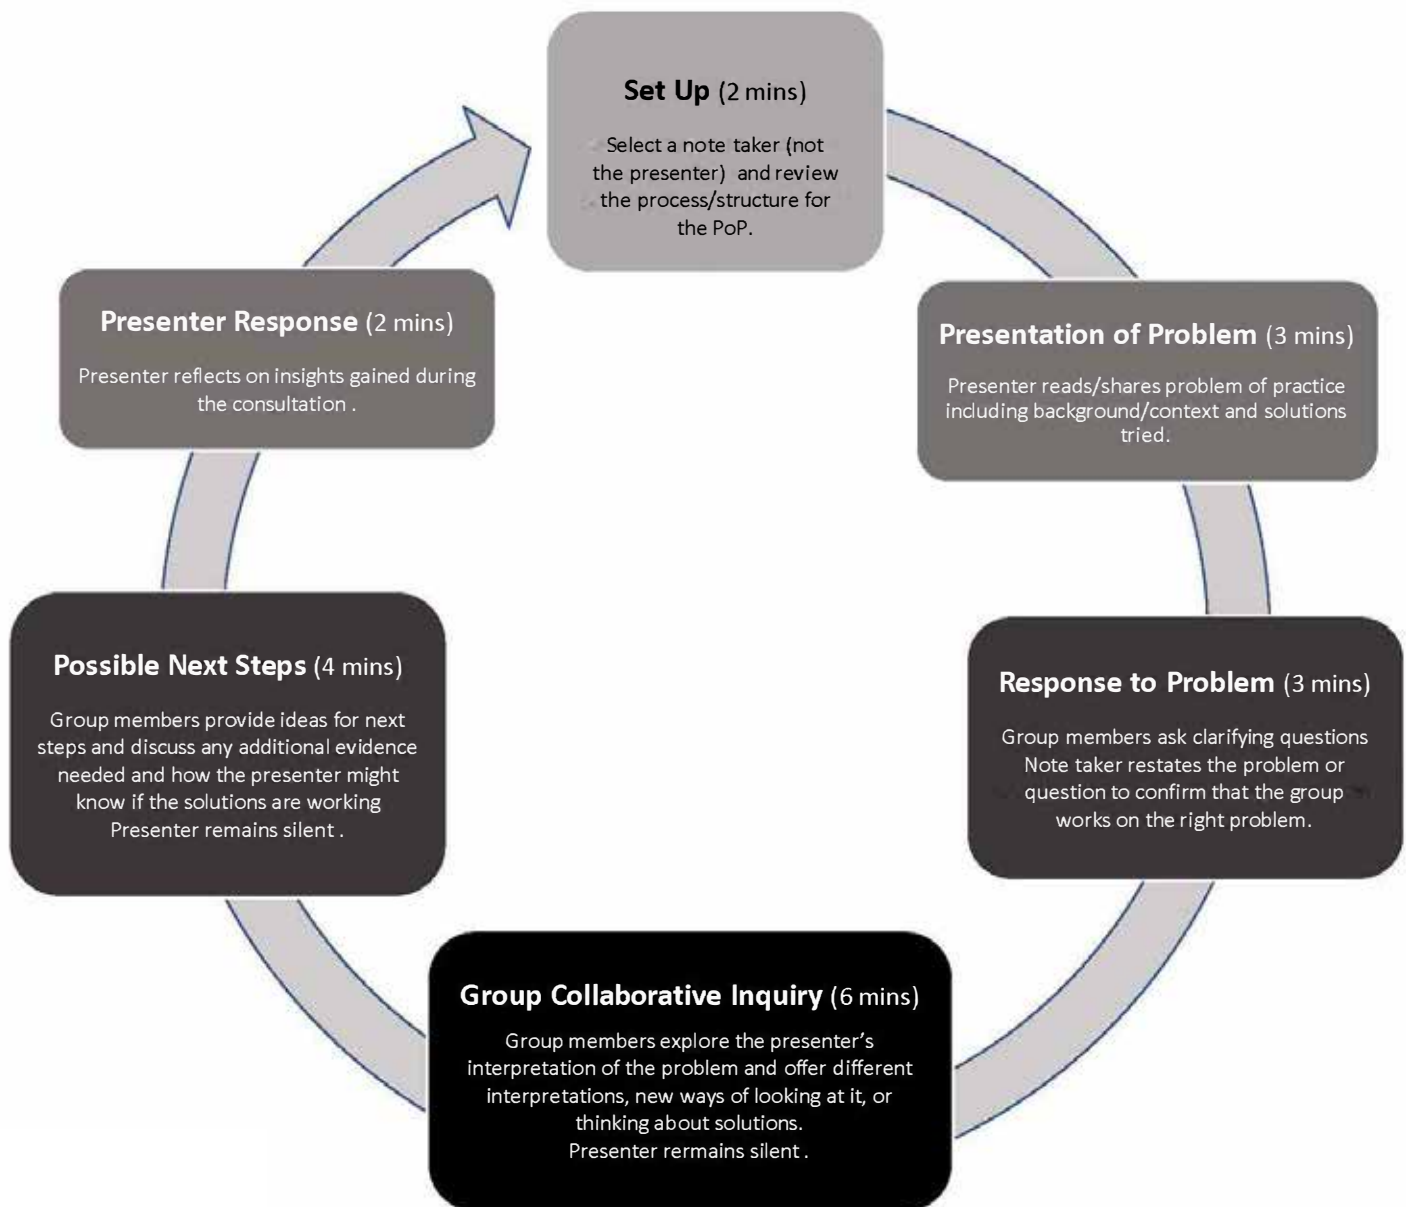 Set Up (2 mins)
Select a note taker (not
the presenter) and review
the process/structure for
the PoP.
Presentation of Problem (3 mins)
Presenter reads/shares problem of practice
including background/context and solutions
tried.
Response to Problem (3 mins)
Group members ask clarifying questions
Note taker restates the problem or
question to confirm that the group
works on the right problem.
Group Collaborative Inquiry (6 mins)
Group members explore the presenter's
interpretation of the problem and offer different
interpretations, new ways of looking at it, or
thinking about solutions.
Presenter rermains silent .
Possible Next Steps (4 mins)
Group members provide ideas for next
steps and discuss any additional evidence
needed and how the presenter might
know if the solutions are working
Presenter remains silent .
Presenter Response (2 mins)
Presenter reflects on insights gained during
the consultation .